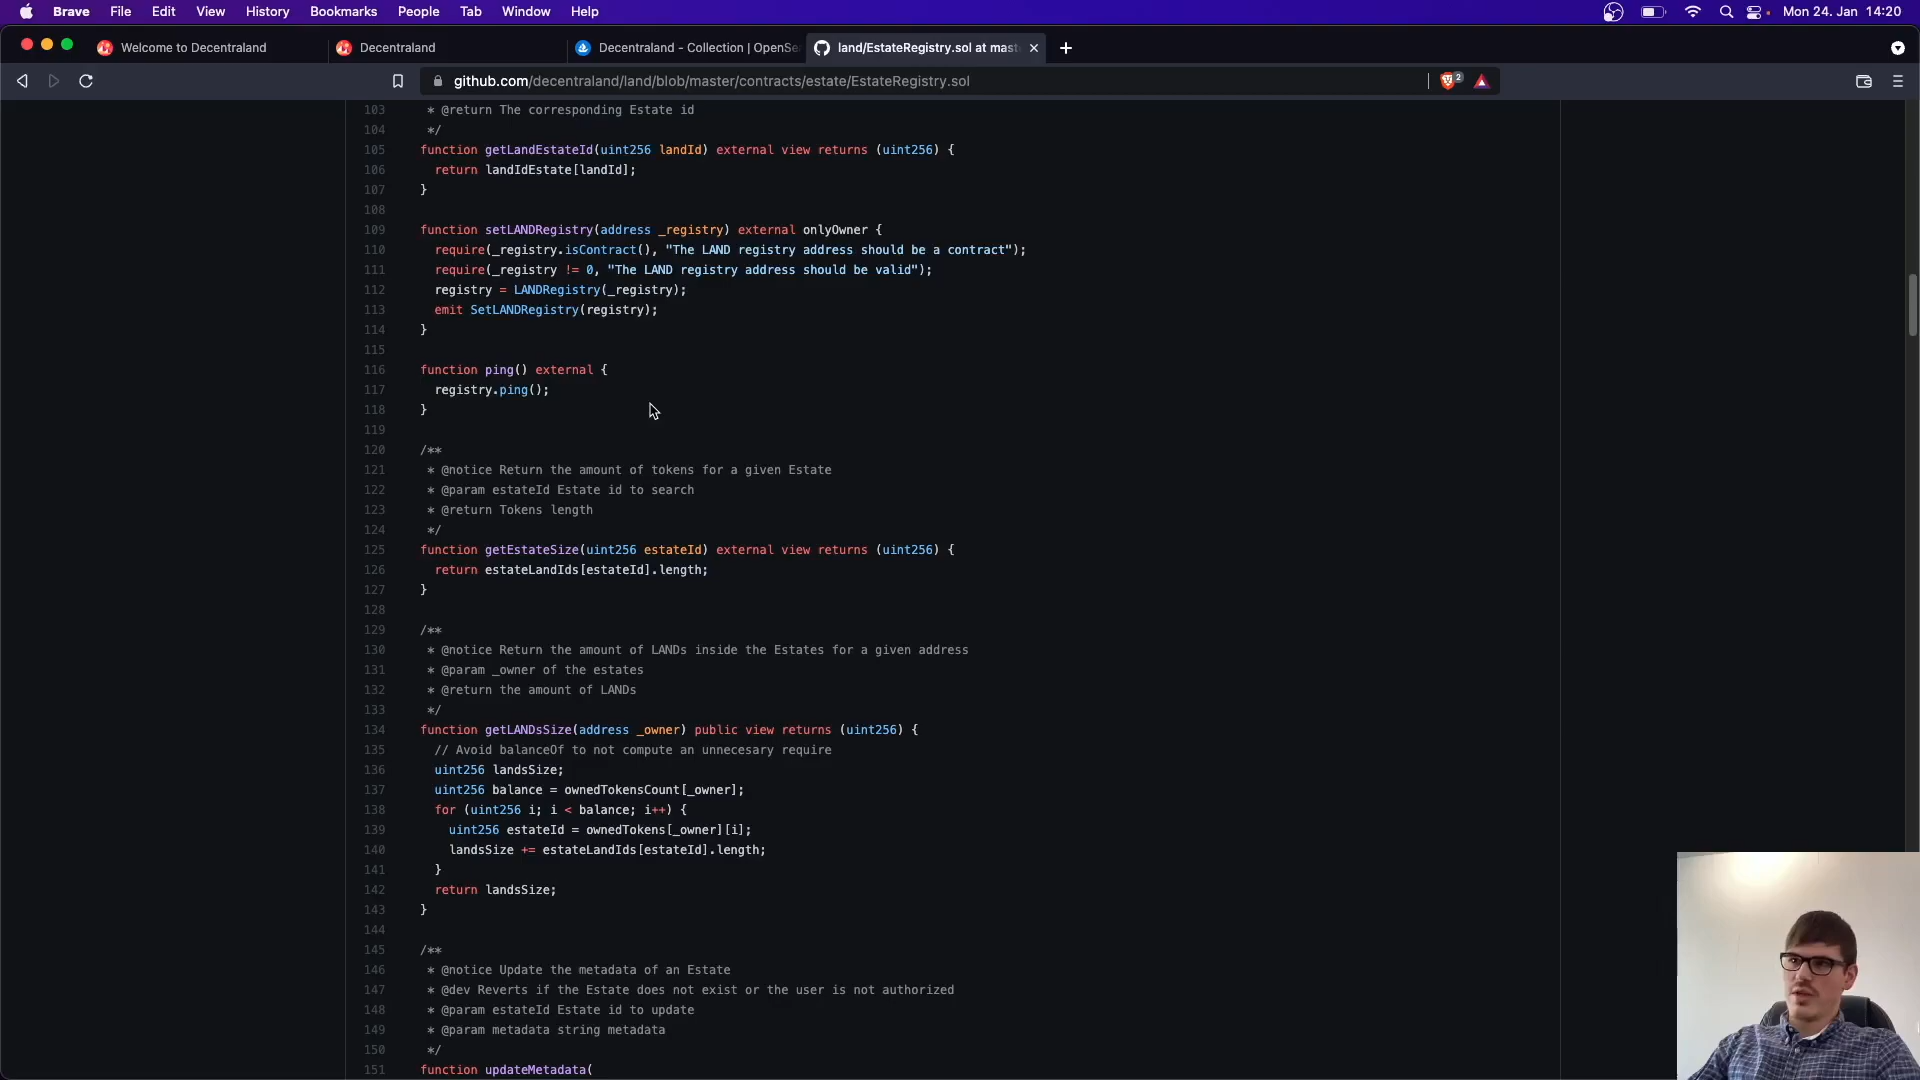 Brave File Edit View History Bookmarks People Tab Window Help Mon 24. Jan 14:20
Welcome to Decentraland Decentraland Decentraland - Collection | OpenSe land/EstateRegistry.sol at mast
github.com/decentraland/land/blob/master/contracts/estate/EstateRegistry.sol 2
103 * @return The corresponding Estate id
104 */
105 function getLandEstateId(uint256 landId) external view returns (uint256) {
106 return landIdEstate[landId];
107 }
108
109 function setLANDRegistry(address _registry) external onlyOwner {
110 require(_registry.isContract(), "The LAND registry address should be a contract");
111 require(_registry != 0, "The LAND registry address should be valid");
112 registry = LANDRegistry(_registry);
113 emit SetLANDRegistry(registry);
114 }
115
116 function ping() external {
117 registry.ping();
118 }
119
120 /**
121 * @notice Return the amount of tokens for a given Estate
122 * @param estateId Estate id to search
123 * @return Tokens length
124 */
125 function getEstateSize(uint256 estateId) external view returns (uint256) {
126 return estateLandIds[estateId].length;
127 }
128
129 /**
130 * @notice Return the amount of LANDs inside the Estates for a given address
131 * @param _owner of the estates
132 * @return the amount of LANDs
133 */
134 function getLANDsSize(address _owner) public view returns (uint256) {
135 // Avoid balanceOf to not compute an unnecesary require
136 uint256 landsSize;
137 uint256 balance = ownedTokensCount[_owner];
138 for (uint256 i; i < balance; i++) {
139 uint256 estateId = ownedTokens[_owner][i];
140 landsSize += estateLandIds[estateId].length;
141 }
142 return landsSize;
143 }
144
145 /**
146 * @notice Update the metadata of an Estate
147 * @dev Reverts if the Estate does not exist or the user is not authorized
148 * @param estateId Estate id to update
149 * @param metadata string metadata
150 */
151 function updateMetadata(